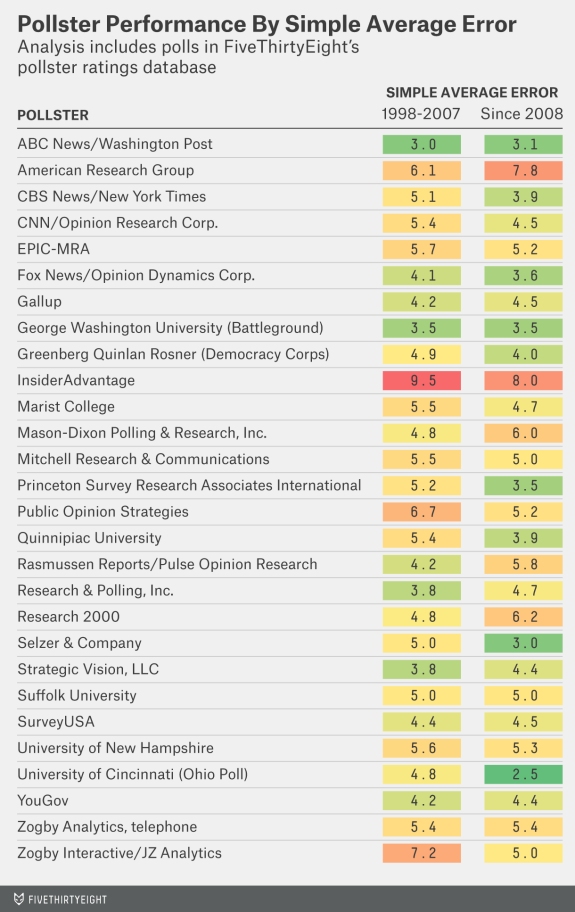 Pollster Performance By Simple Average Error
Analysis includes polls in FiveThirtyEight's
pollster ratings database
SIMPLE AVERAGE ERROR
POLLSTER 1998-2007 Since 2008
ABC News/Washington Post 3.0 3.1
American Research Group 6.1 7.8
CBS News/New York Times 5.1 3.9
CNN/Opinion Research Corp. 5.4 4.5
EPIC-MRA 5.7 5.2
Fox News/Opinion Dynamics Corp. 4.1 3.6
Gallup 4.2 4.5
George Washington University (Battleground) 3.5 3.5
Greenberg Quinlan Rosner (Democracy Corps) 4.9 4.0
InsiderAdvantage 9.5 8.0
Marist College 5.5 4.7
Mason-Dixon Polling & Research, Inc. 4.8 6.0
Mitchell Research & Communications 5.5 5.0
Princeton Survey Research Associates International 5.2 3.5
Public Opinion Strategies 6.7 5.2
Quinnipiac University 5.4 3.9
Rasmussen Reports/Pulse Opinion Research 4.2 5.8
Research & Polling, Inc. 3.8 4.7
Research 2000 4.8 6.2
Selzer & Company 5.0 3.0
Strategic Vision, LLC 3.8 4.4
Suffolk University 5.0 5.0
SurveyUSA 4.4 4.5
University of New Hampshire 5.6 5.3
University of Cincinnati (Ohio Poll) 4.8 2.5
YouGov 4.2 4.4
Zogby Analytics, telephone 5.4 5.4
Zogby Interactive/JZ Analytics 7.2 5.0
FIVETHIRTYEIGHT